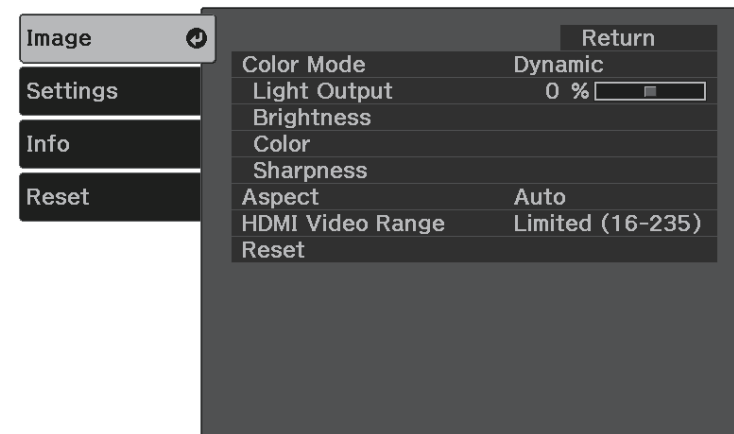 Image
Settings
Info
Reset
Return
Color Mode Dynamic
Light Output 0 %
Brightness
Color
Sharpness
Aspect Auto
HDMI Video Range Limited (16-235)
Reset